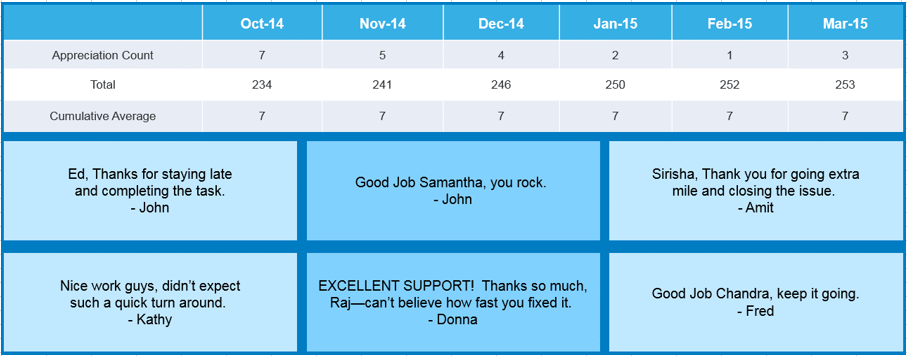 Oct-14 Nov-14 Dec-14 Jan-15 Feb-15 Mar-15
Appreciation Count 7 5 4 2 1 3
Total 234 241 246 250 252 253
Cumulative Average 7 7 7 7 7 7
Ed, Thanks for staying late
and completing the task.
- John
Good Job Samantha, you rock.
- John
Sirisha, Thank you for going extra
mile and closing the issue.
- Amit
Nice work guys, didn’t expect
such a quick turn around.
- Kathy
EXCELLENT SUPPORT!  Thanks so much,
Raj—can’t believe how fast you fixed it.
- Donna
Good Job Chandra, keep it going.
- Fred